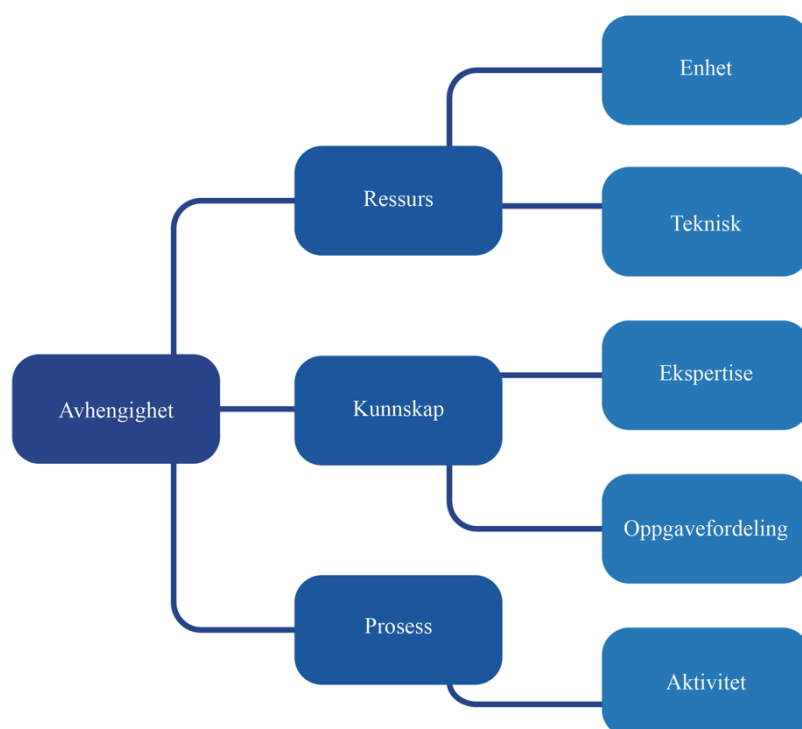 Avhengighet
Ressurs
Enhet
Teknisk
Kunnskap
Ekspertise
Oppgavefordeling
Prosess
Aktivitet